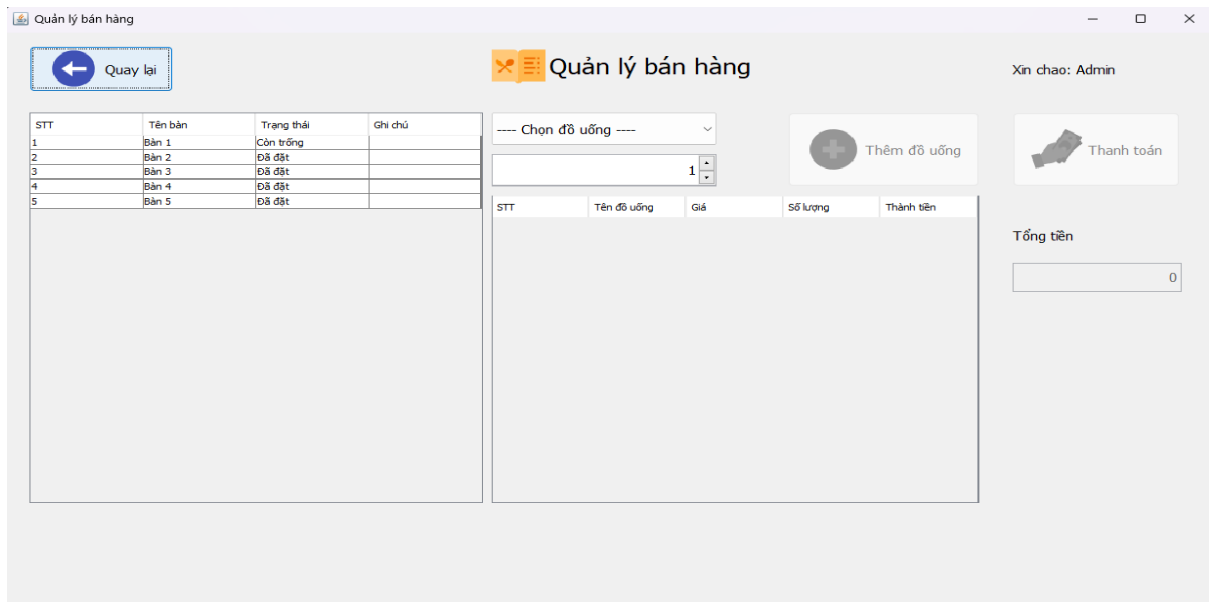 Quản lý bán hàng
Quay lại
Quản lý bán hàng
Xin chao: Admin
STT Tên bàn Trạng thái Ghi chú
1 Bàn 1 Còn trống
2 Bàn 2 Đã đặt
3 Bàn 3 Đã đặt
4 Bàn 4 Đã đặt
5 Bàn 5 Đã đặt
---- Chọn đồ uống ----
1
Thêm đồ uống
Thanh toán
STT Tên đồ uống Giá Số lượng Thành tiền
Tổng tiền
0